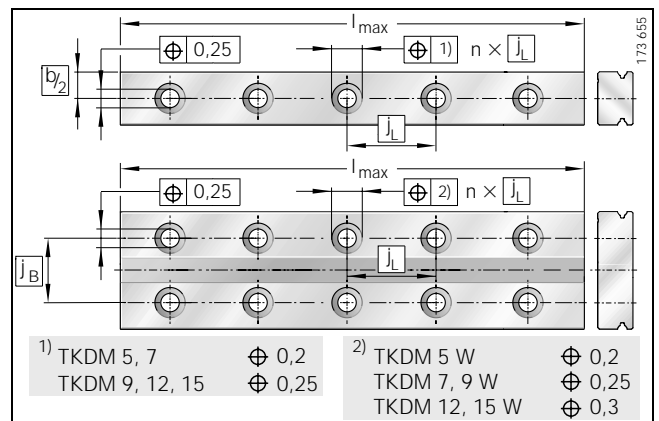 l max
⌖ 0,25
⌖ 1) n × j L
b/2
j L
173 655
l max
⌖ 0,25
⌖ 2) n × j L
j B
j L
1) TKDM 5, 7 ⌖ 0,2
TKDM 9, 12, 15 ⌖ 0,25
2) TKDM 5 W ⌖ 0,2
TKDM 7, 9 W ⌖ 0,25
TKDM 12, 15 W ⌖ 0,3